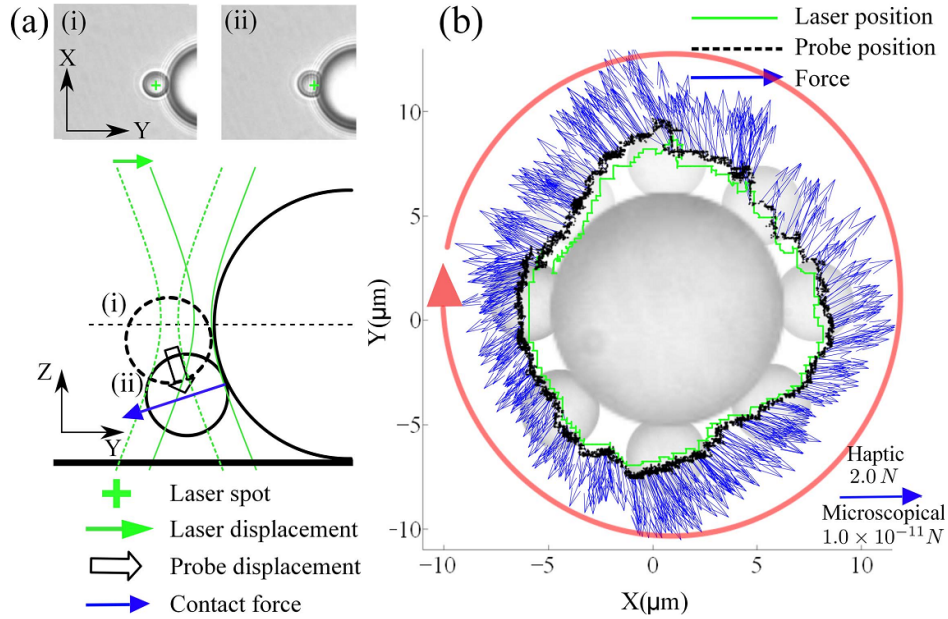 (a)
(i)
(ii)
X
Y
(i)
(ii)
Z
Y
Laser spot
Laser displacement
Probe displacement
Contact force
(b)
Laser position
Probe position
Force
10
5
0
−5
−10
Y(μm)
−10
−5
0
5
10
X(μm)
Haptic
2.0 N
Microscopical
1.0 × 10⁻¹¹ N